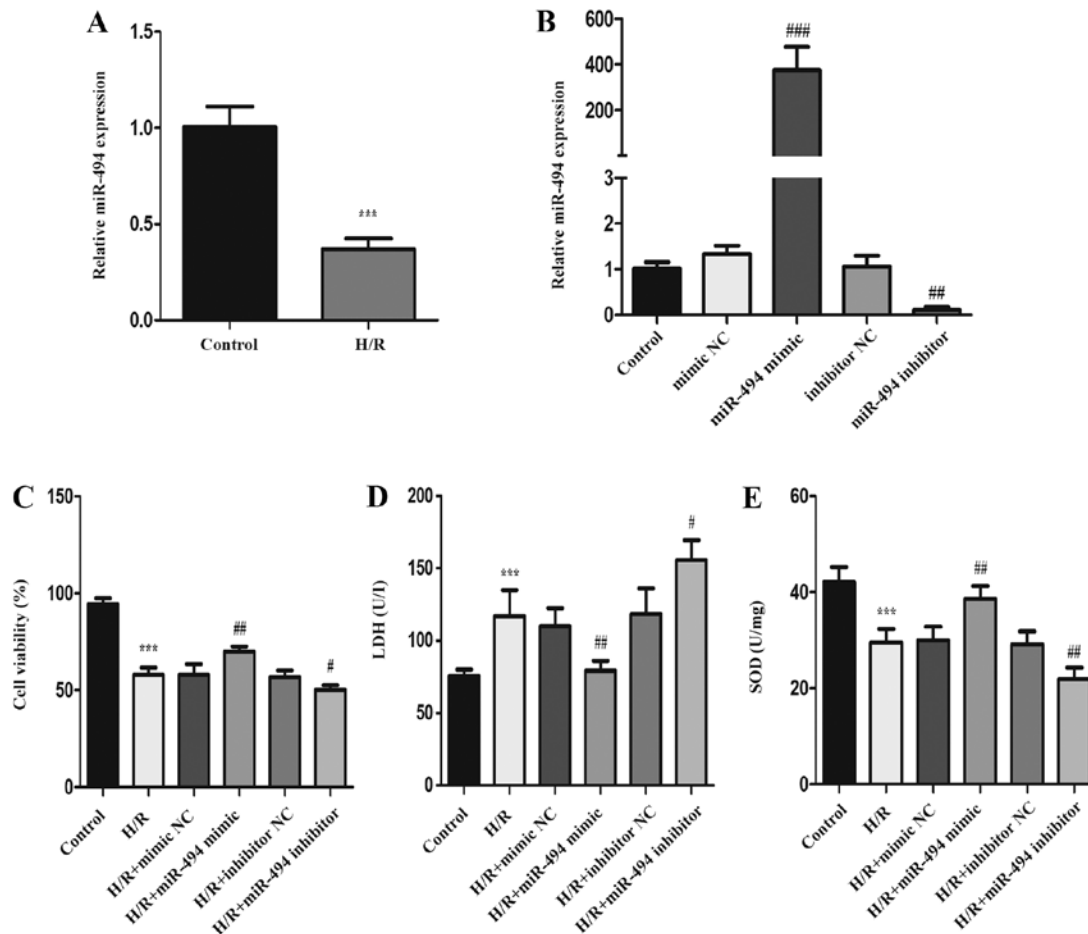 A
Relative miR-494 expression
1.5
1.0
0.5
0.0
***
Control
H/R
B
Relative miR-494 expression
600
400
200
3
2
1
0
###
##
Control
mimic NC
miR-494 mimic
inhibitor NC
miR-494 inhibitor
C
Cell viability (%)
150
100
50
0
***
##
#
Control
H/R
H/R+mimic NC
H/R+miR-494 mimic
H/R+inhibitor NC
H/R+miR-494 inhibitor
D
LDH (U/l)
200
150
100
50
0
***
##
#
Control
H/R
H/R+mimic NC
H/R+miR-494 mimic
H/R+inhibitor NC
H/R+miR-494 inhibitor
E
SOD (U/mg)
60
40
20
0
***
##
##
Control
H/R
H/R+mimic NC
H/R+miR-494 mimic
H/R+inhibitor NC
H/R+miR-494 inhibitor